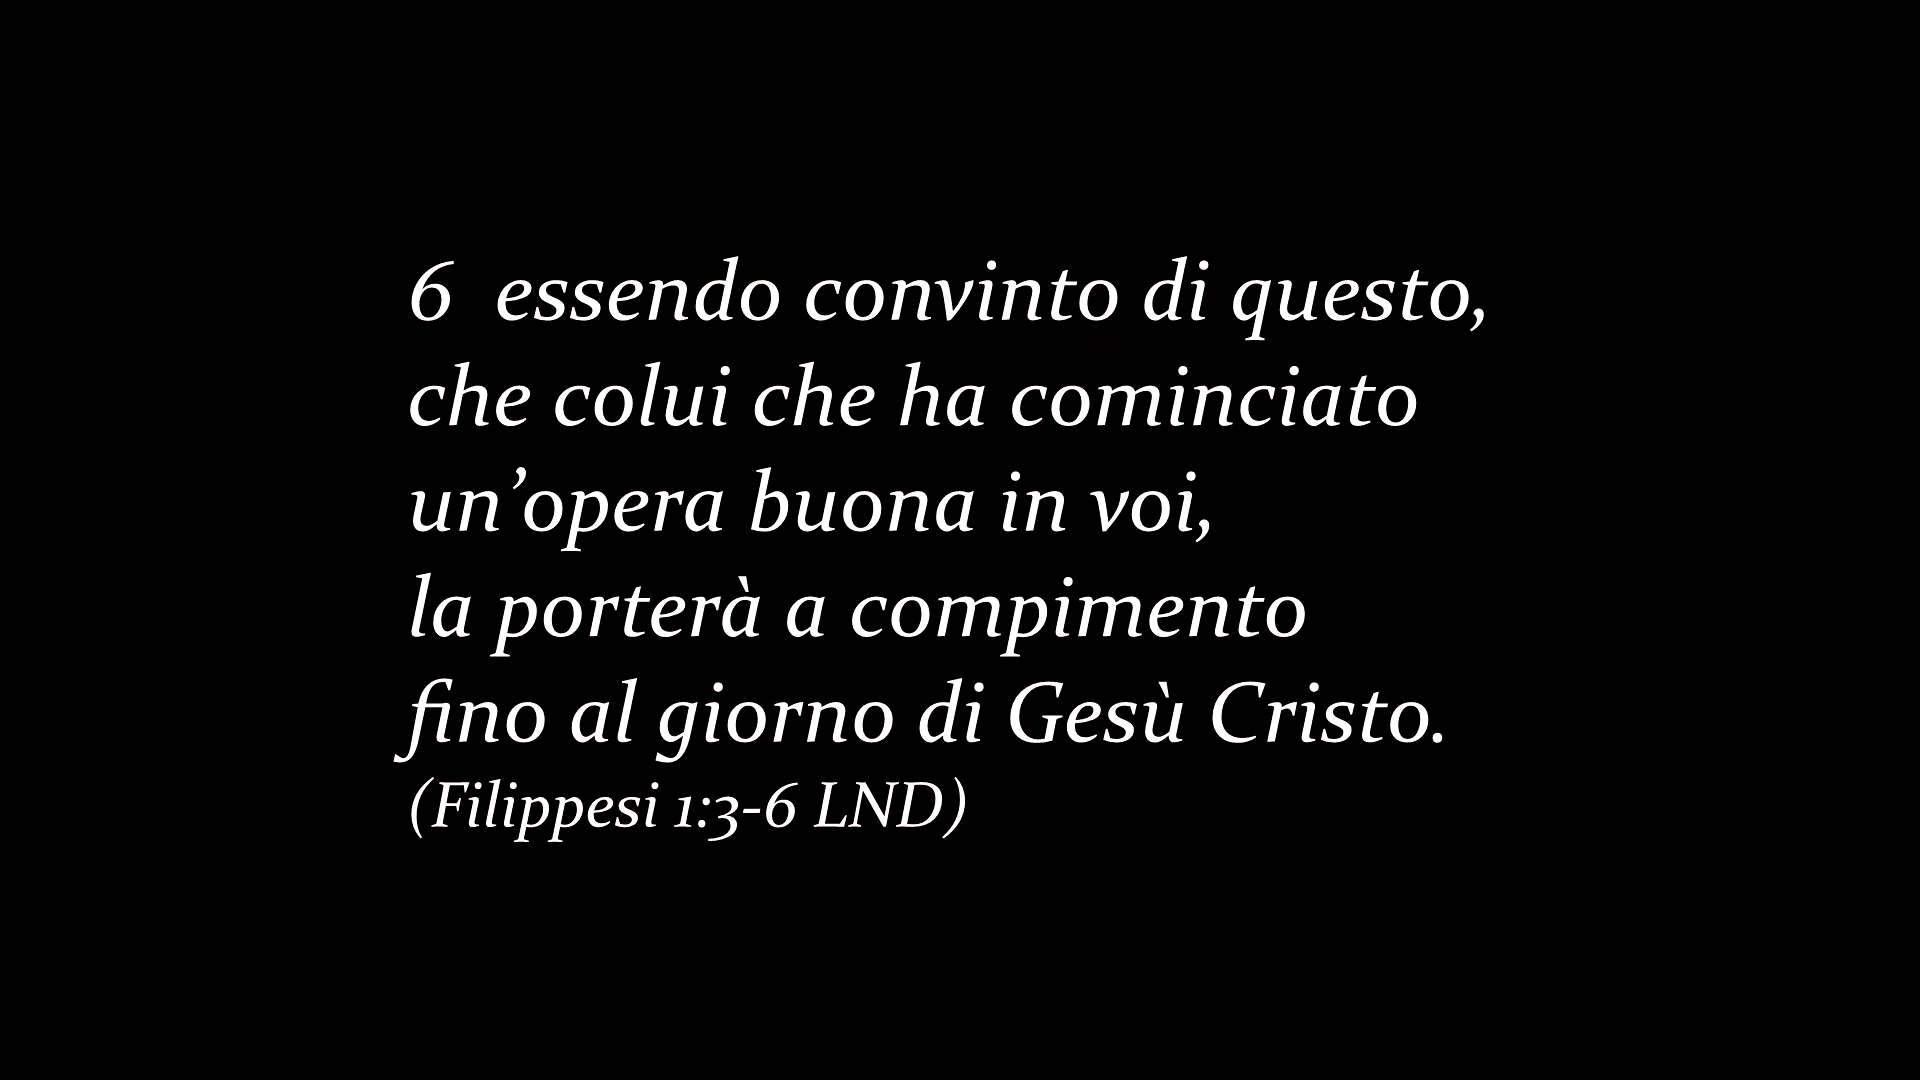 6  essendo convinto di questo,
che colui che ha cominciato
un’opera buona in voi,
la porterà a compimento
fino al giorno di Gesù Cristo.
(Filippesi 1:3-6 LND)